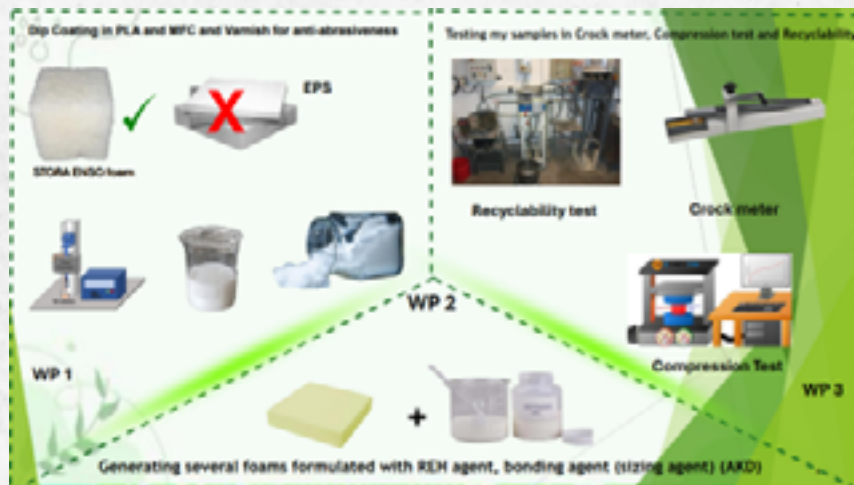 Dip Coating in PLA and MFC and Varnish for anti-abrasiveness
EPS
STORA ENSO foam
WP 1
Testing my samples in Crock meter, Compression test and Recyclability
Recyclability test
Crock meter
Compression Test
WP 3
WP 2
Generating several foams formulated with REH agent, bonding agent (sizing agent) (AKD)